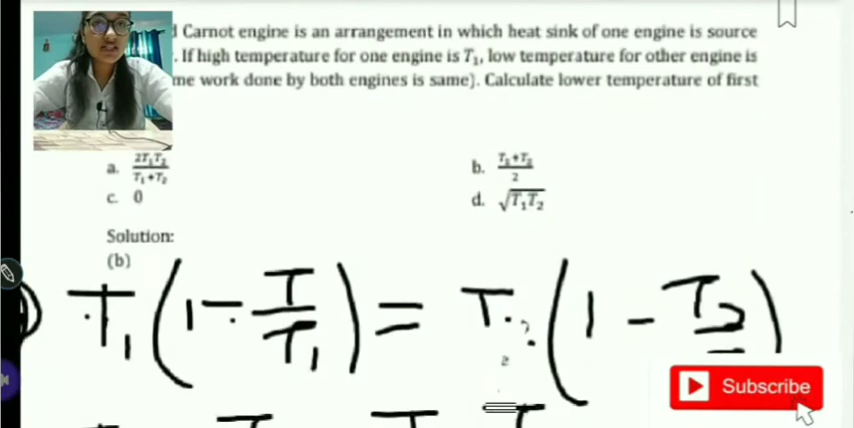 Carnot engine is an arrangement in which heat sink of one engine is source
. If high temperature for one engine is T₁, low temperature for other engine is
me work done by both engines is same). Calculate lower temperature of first
a. 2T₁T₂/T₁+T₂
b. T₁+T₂/2
c. 0
d. √T₁T₂
Solution:
(b)
T₁(1-T/T₁)=T(1-T₂
Subscribe